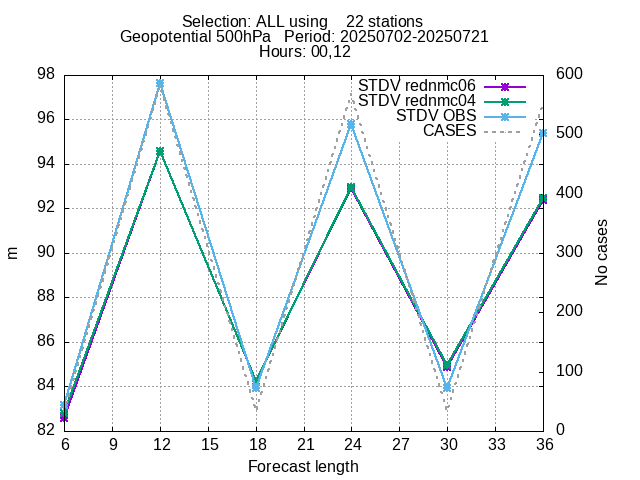 Selection: ALL using    22 stations
Geopotential 500hPa   Period: 20250702-20250721
Hours: 00,12
STDV rednmc06
STDV rednmc04
STDV OBS
CASES
98
96
94
92
90
88
86
84
82
600
500
400
300
200
100
0
m
No cases
6 9 12 15 18 21 24 27 30 33 36
Forecast length